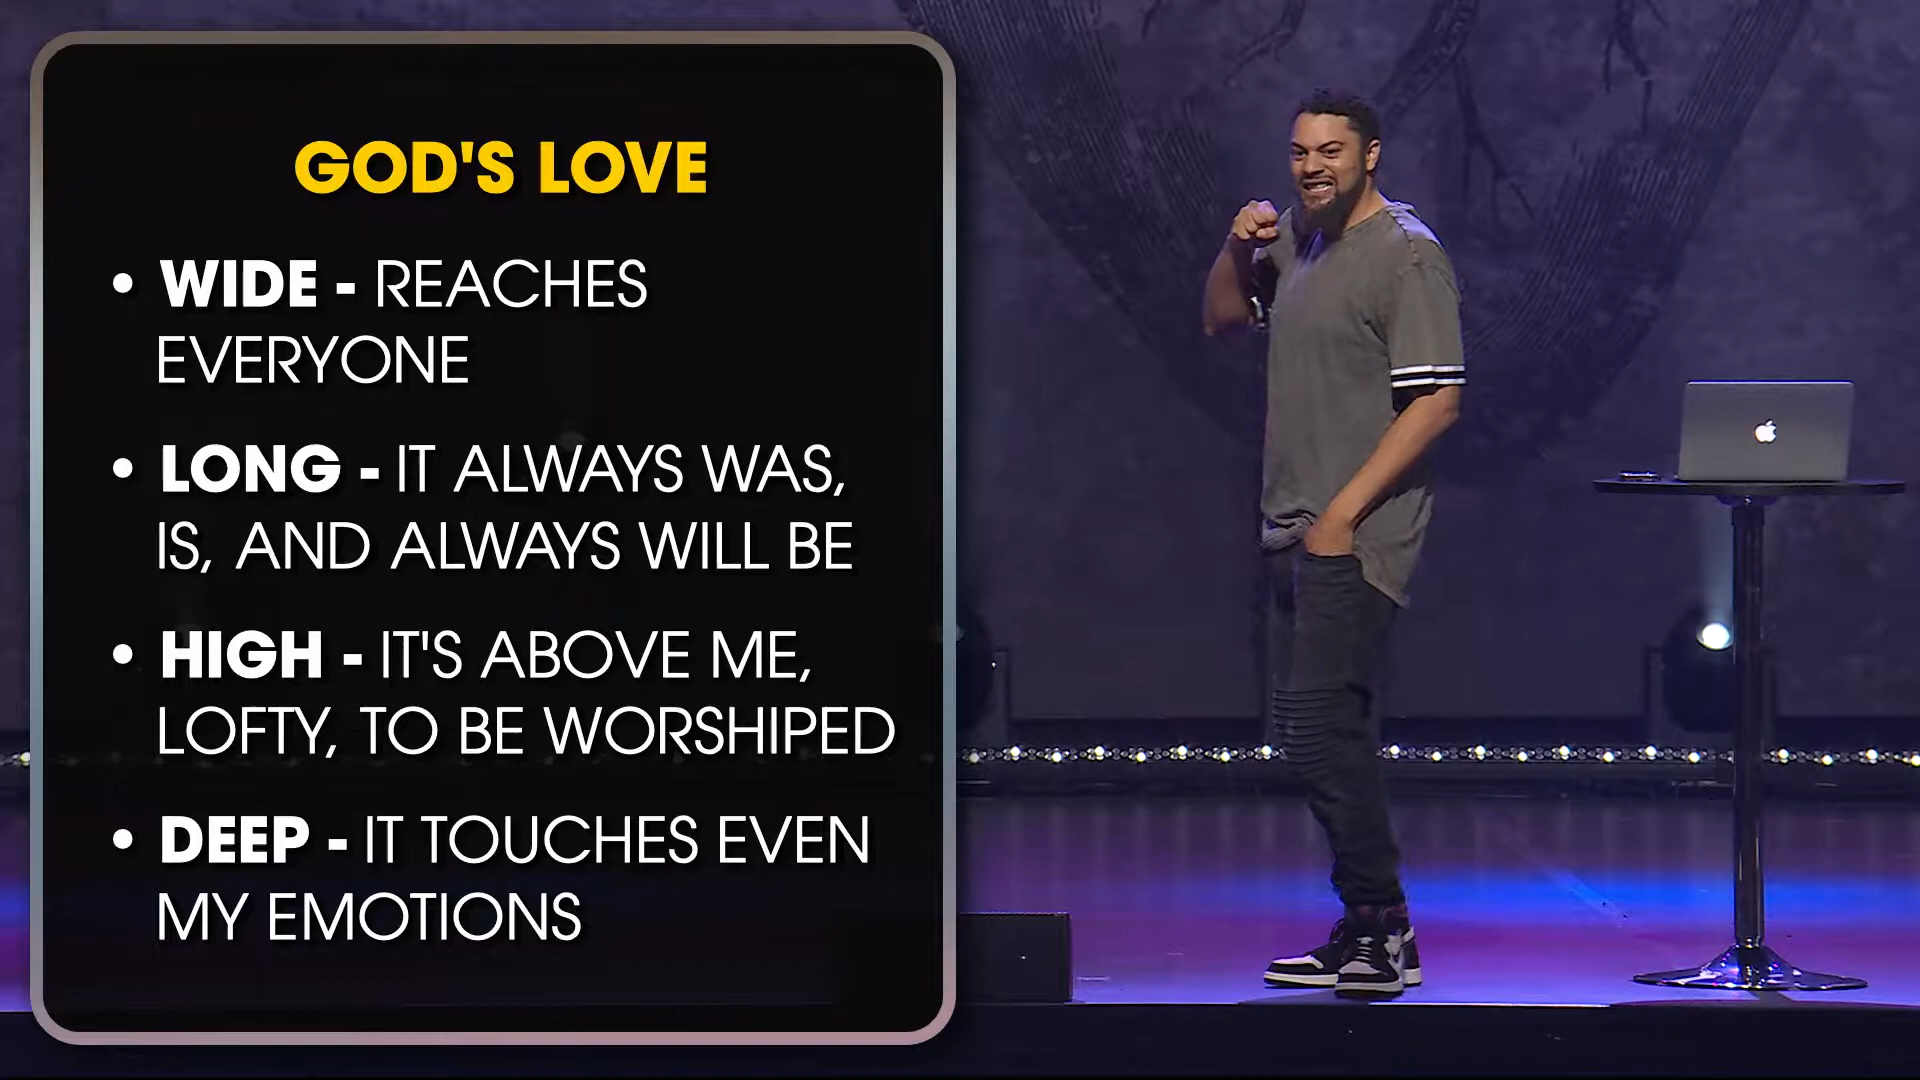 GOD'S LOVE
• WIDE - REACHES
EVERYONE
• LONG - IT ALWAYS WAS,
IS, AND ALWAYS WILL BE
• HIGH - IT'S ABOVE ME,
LOFTY, TO BE WORSHIPED
• DEEP - IT TOUCHES EVEN
MY EMOTIONS